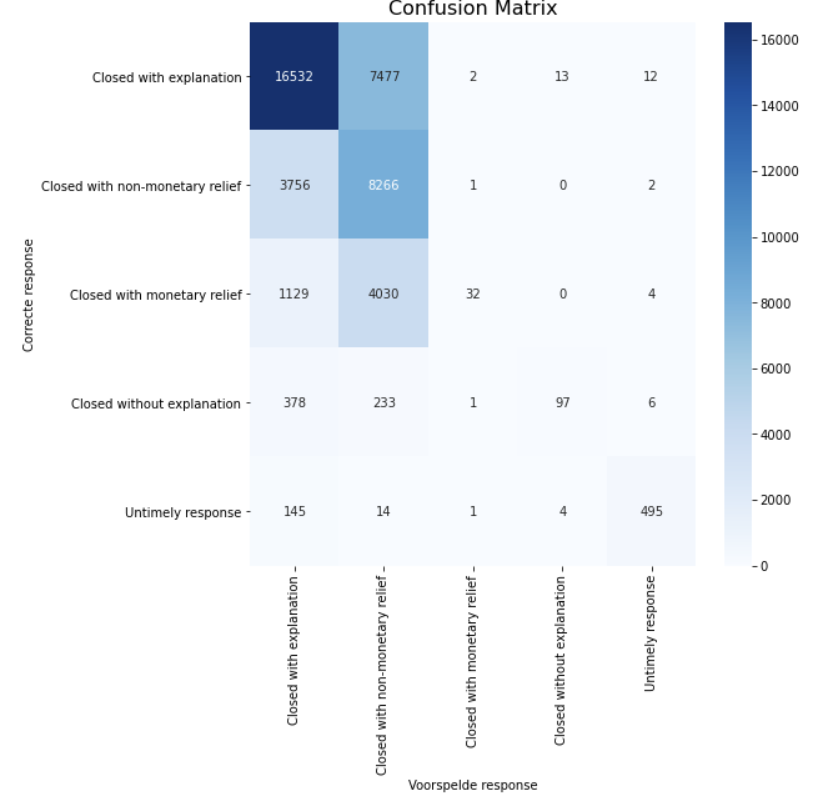 Confusion Matrix
Closed with explanation 16532 7477 2 13 12
Closed with non-monetary relief 3756 8266 1 0 2
Closed with monetary relief 1129 4030 32 0 4
Closed without explanation 378 233 1 97 6
Untimely response 145 14 1 4 495
Correcte response
Closed with explanation
Closed with non-monetary relief
Closed with monetary relief
Closed without explanation
Untimely response
Voorspelde response
16000
14000
12000
10000
8000
6000
4000
2000
0